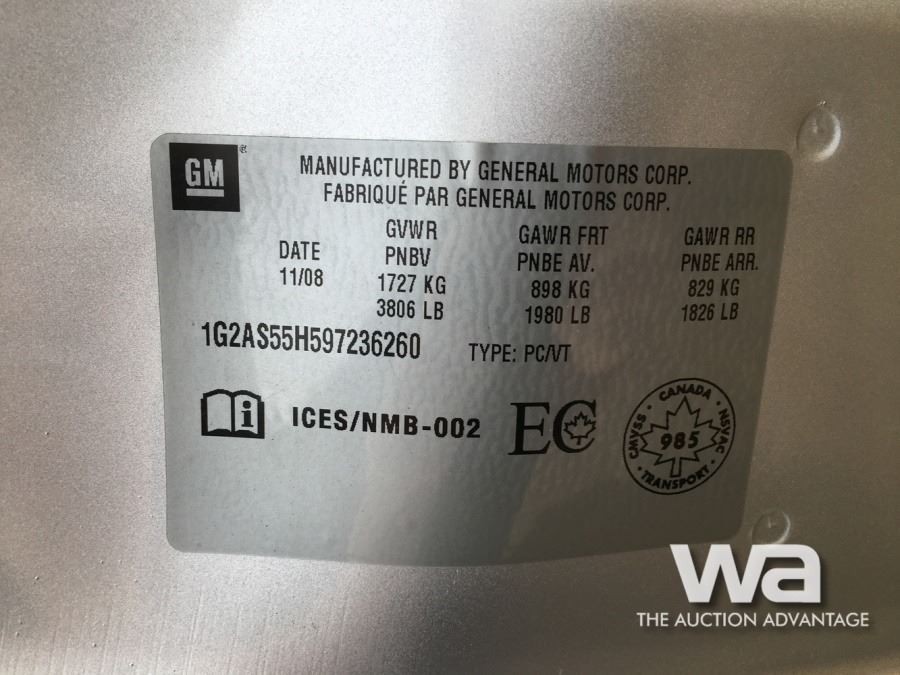 GM
MANUFACTURED BY GENERAL MOTORS CORP.
FABRIQUÉ PAR GENERAL MOTORS CORP.
DATE
11/08
GVWR
PNBV
1727 KG
3806 LB
GAWR FRT
PNBE AV.
898 KG
1980 LB
GAWR RR
PNBE ARR.
829 KG
1826 LB
1G2AS55H597236260
TYPE: PC/VT
i
ICES/NMB-002
EC
CANADA
CMVSS · NSVAC
985
TRANSPORT
wa
THE AUCTION ADVANTAGE